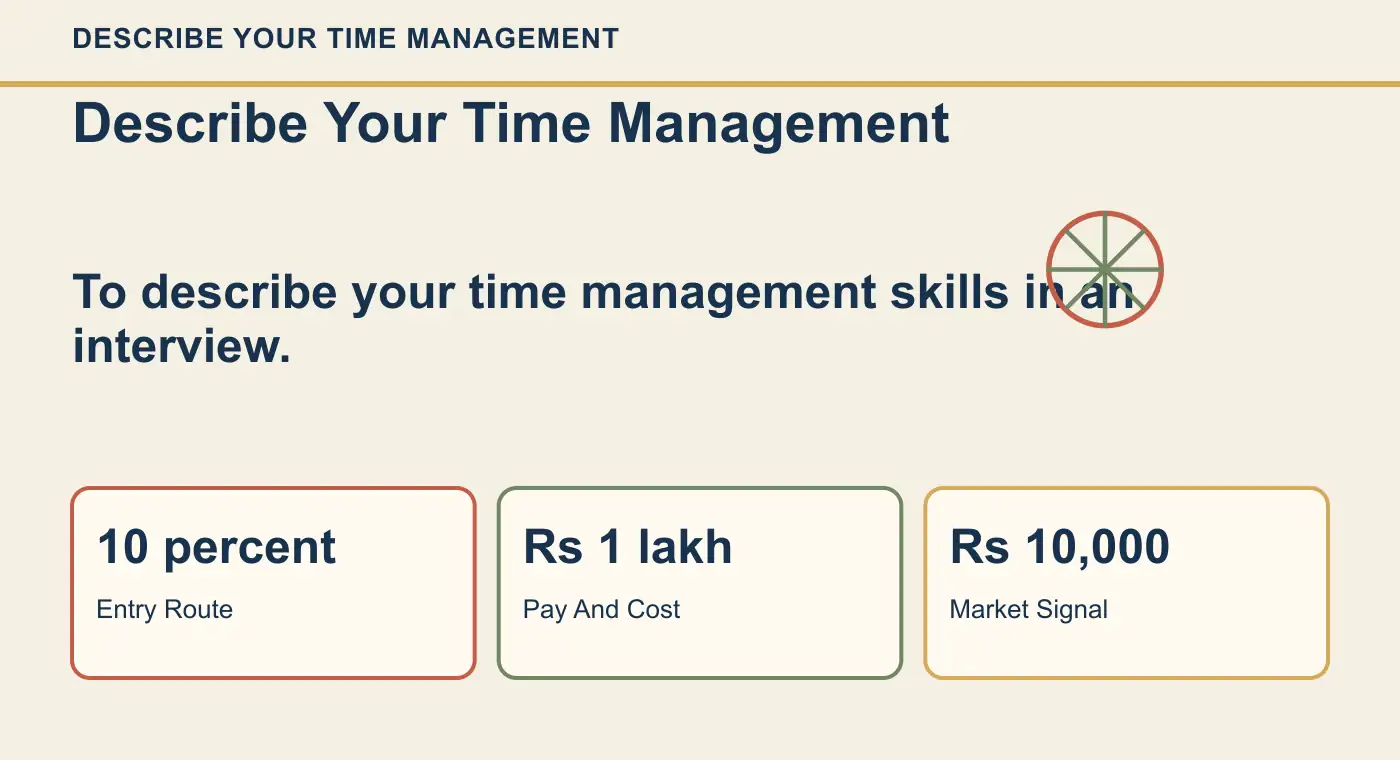 DESCRIBE YOUR TIME MANAGEMENT
Describe Your Time Management
To describe your time management skills in an
interview.
10 percent
Entry Route
Rs 1 lakh
Pay And Cost
Rs 10,000
Market Signal